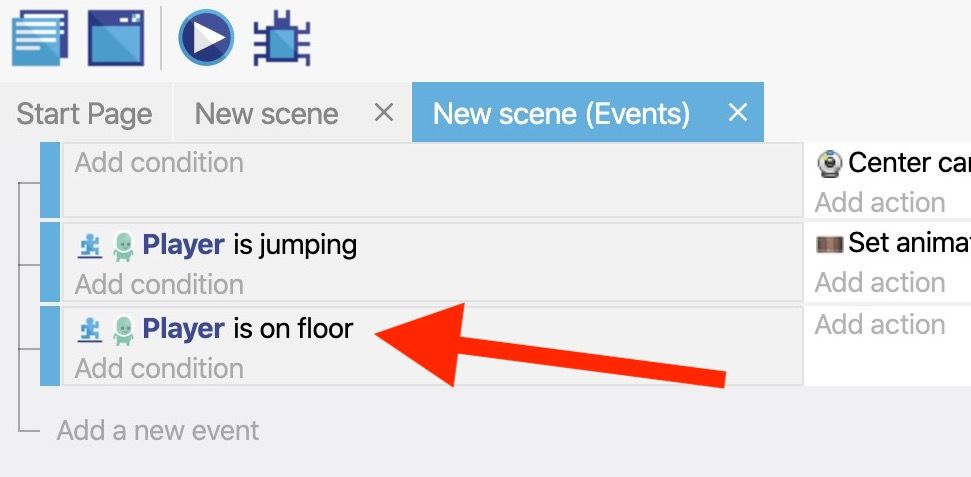 Start Page
New scene
New scene (Events)
Add condition
Center ca
Add action
Player is jumping
Set anima
Add condition
Add action
Player is on floor
Add action
Add condition
Add a new event